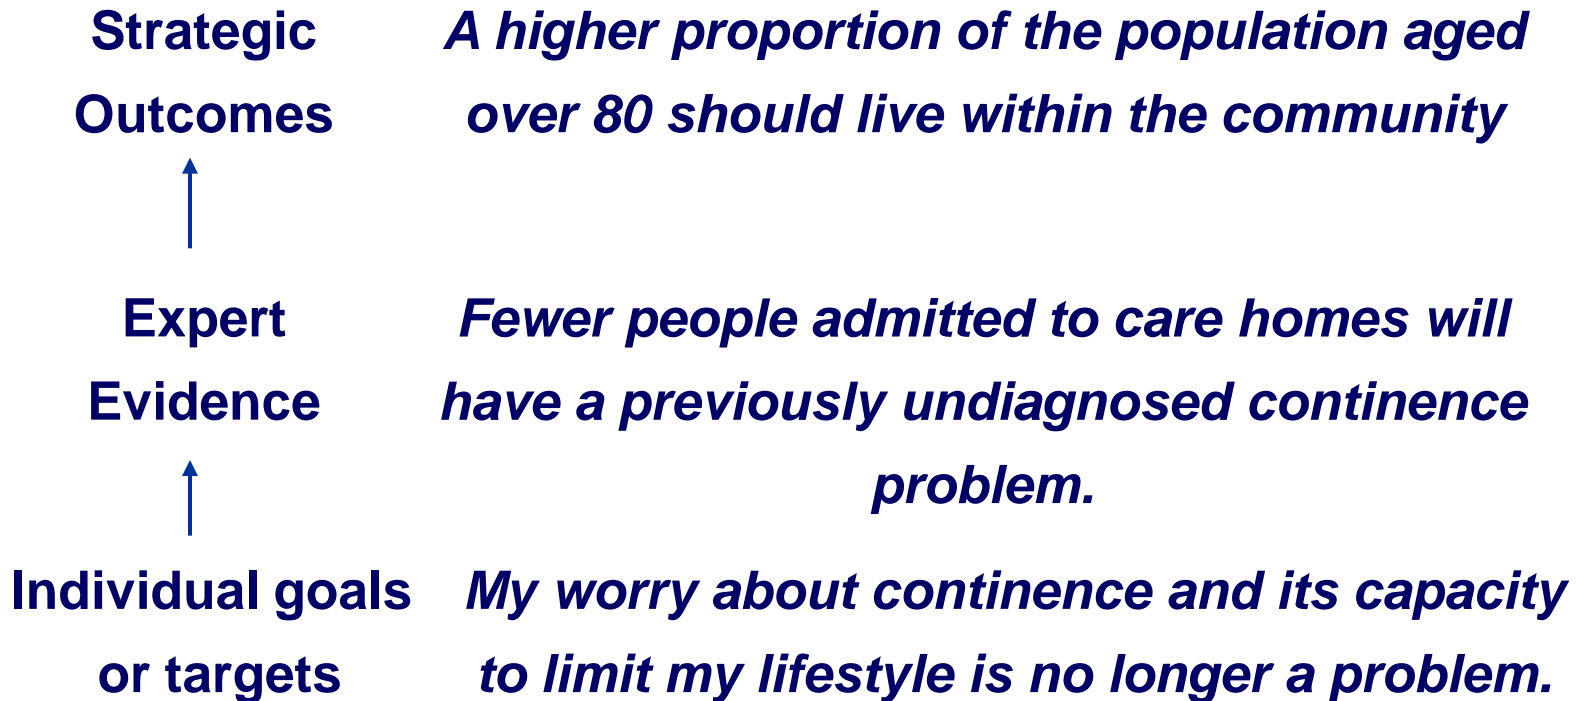 Strategic
Outcomes
A higher proportion of the population aged
over 80 should live within the community
Expert
Evidence
Fewer people admitted to care homes will
have a previously undiagnosed continence
problem.
Individual goals
or targets
My worry about continence and its capacity
to limit my lifestyle is no longer a problem.